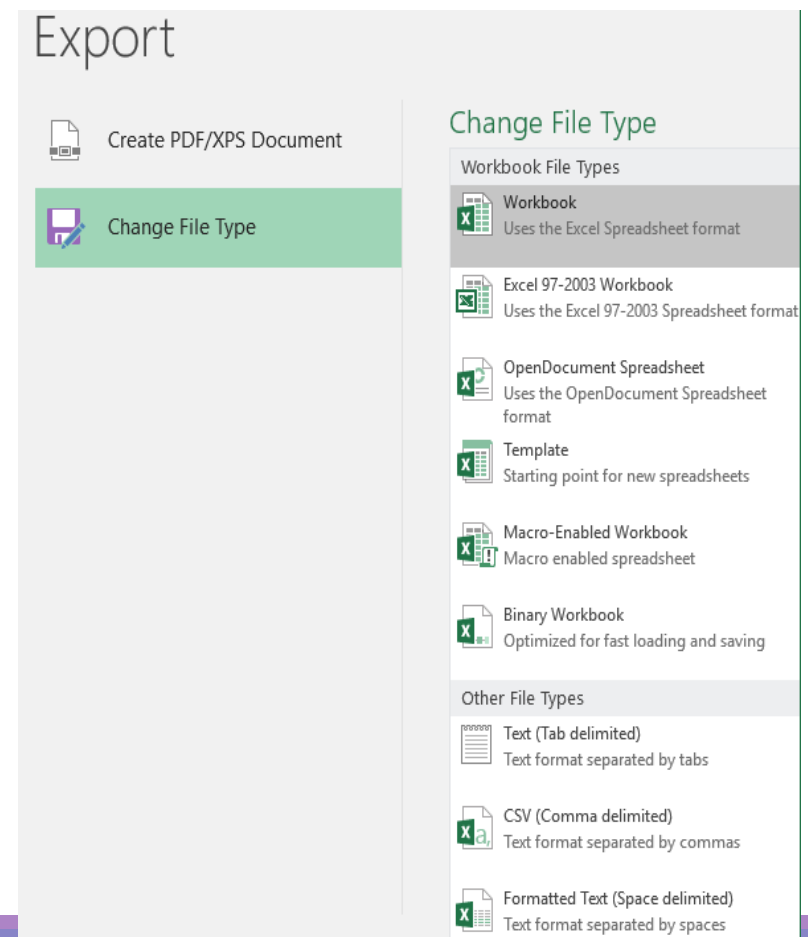 Export
Create PDF/XPS Document
Change File Type
Change File Type
Workbook File Types
Workbook
Uses the Excel Spreadsheet format
Excel 97-2003 Workbook
Uses the Excel 97-2003 Spreadsheet format
OpenDocument Spreadsheet
Uses the OpenDocument Spreadsheet
format
Template
Starting point for new spreadsheets
Macro-Enabled Workbook
Macro enabled spreadsheet
Binary Workbook
Optimized for fast loading and saving
Other File Types
Text (Tab delimited)
Text format separated by tabs
CSV (Comma delimited)
Text format separated by commas
Formatted Text (Space delimited)
Text format separated by spaces